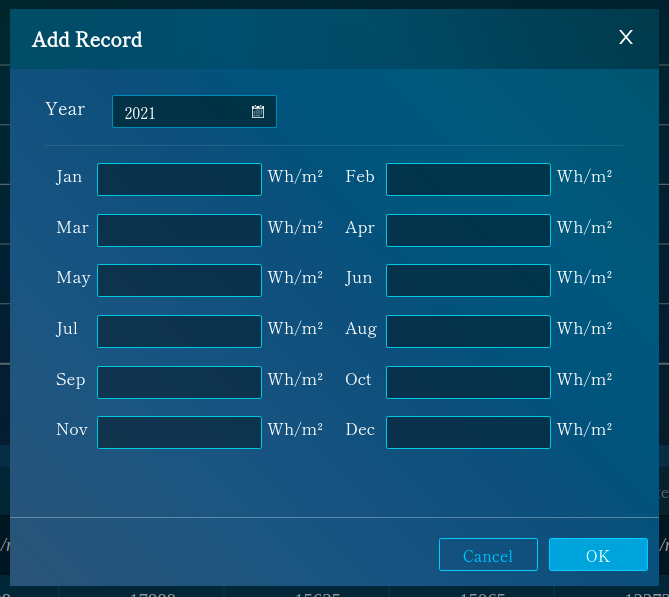 Add Record X
Year 2021
Jan Wh/m² Feb Wh/m²
Mar Wh/m² Apr Wh/m²
May Wh/m² Jun Wh/m²
Jul Wh/m² Aug Wh/m²
Sep Wh/m² Oct Wh/m²
Nov Wh/m² Dec Wh/m²
Cancel OK